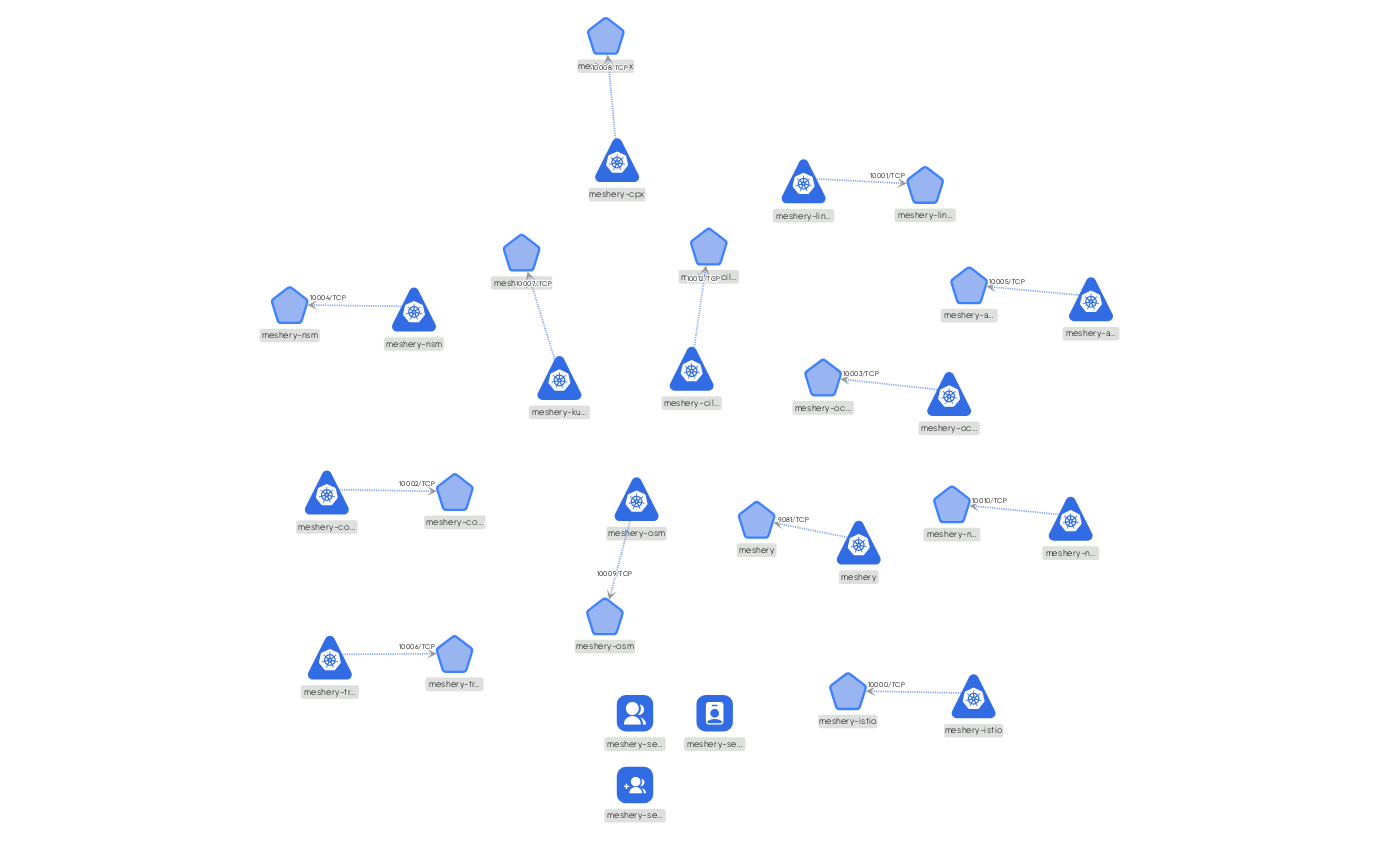 10008/TCP
meshery-cpx
10001/TCP
meshery-lin...
meshery-lin...
10007/TCP
10012/TCP
meshery-ku...
meshery-cil...
10004/TCP
meshery-nsm
meshery-nsm
10005/TCP
meshery-a...
meshery-a...
10003/TCP
meshery-oc...
meshery-oc...
10002/TCP
meshery-co...
meshery-co...
meshery-osm
10009/TCP
meshery-osm
9081/TCP
meshery
meshery
10010/TCP
meshery-n...
meshery-n...
10006/TCP
meshery-tr...
meshery-tr...
10000/TCP
meshery-istio
meshery-istio
meshery-se...
meshery-se...
meshery-se...